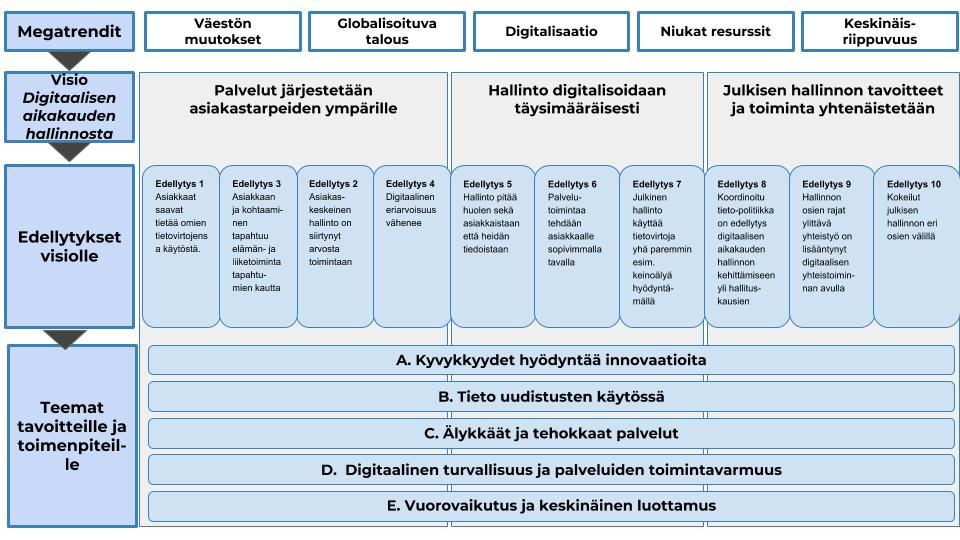 Megatrendit
Väestön
muutokset
Globalisoituva
talous
Digitalisaatio
Niukat resurssit
Keskinäis-
riippuvuus
Visio
Digitaalisen
aikakauden
hallinnosta
Palvelut järjestetään
asiakastarpeiden ympärille
Hallinto digitalisoidaan
täysimääräisesti
Julkisen hallinnon tavoitteet
ja toiminta yhtenäistetään
Edellytykset
visiolle
Edellytys 1
Asiakkaat
saavat
tietää omien
tietovirtojens
a käytöstä.
Edellytys 3
Asiakkaan
ja kohtaami-
nen
tapahtuu
elämän- ja
liiketoiminta
tapahtu-
mien kautta
Edellytys 2
Asiakas-
keskeinen
hallinto on
siirtynyt
arvosta
toimintaan
Edellytys 4
Digitaalinen
eriarvoisuus
vähenee
Edellytys 5
Hallinto pitää
huolen sekä
asiakkaistaan
että heidän
tiedoistaan
Edellytys 6
Palvelu-
toimintaa
tehdään
asiakkaalle
sopivimmalla
tavalla
Edellytys 7
Julkinen
hallinto
käyttää
tietovirtoja
yhä paremmin
esim.
keinoälyä
hyödyntä-
mällä
Edellytys 8
Koordinoitu
tieto-politiikka
on edellytys
digitaalisen
aikakauden
hallinnon
kehittämiseen
yli hallitus-
kausien
Edellytys 9
Hallinnon
osien rajat
ylittävä
yhteistyö on
lisääntynyt
digitaalisen
yhteistoimin-
nan avulla
Edellytys 10
Kokeilut
julkisen
hallinnon eri
osien välillä
Teemat
tavoitteille ja
toimenpiteil-
le
A. Kyvykkyydet hyödyntää innovaatioita
B. Tieto uudistusten käytössä
C. Älykkäät ja tehokkaat palvelut
D. Digitaalinen turvallisuus ja palveluiden toimintavarmuus
E. Vuorovaikutus ja keskinäinen luottamus